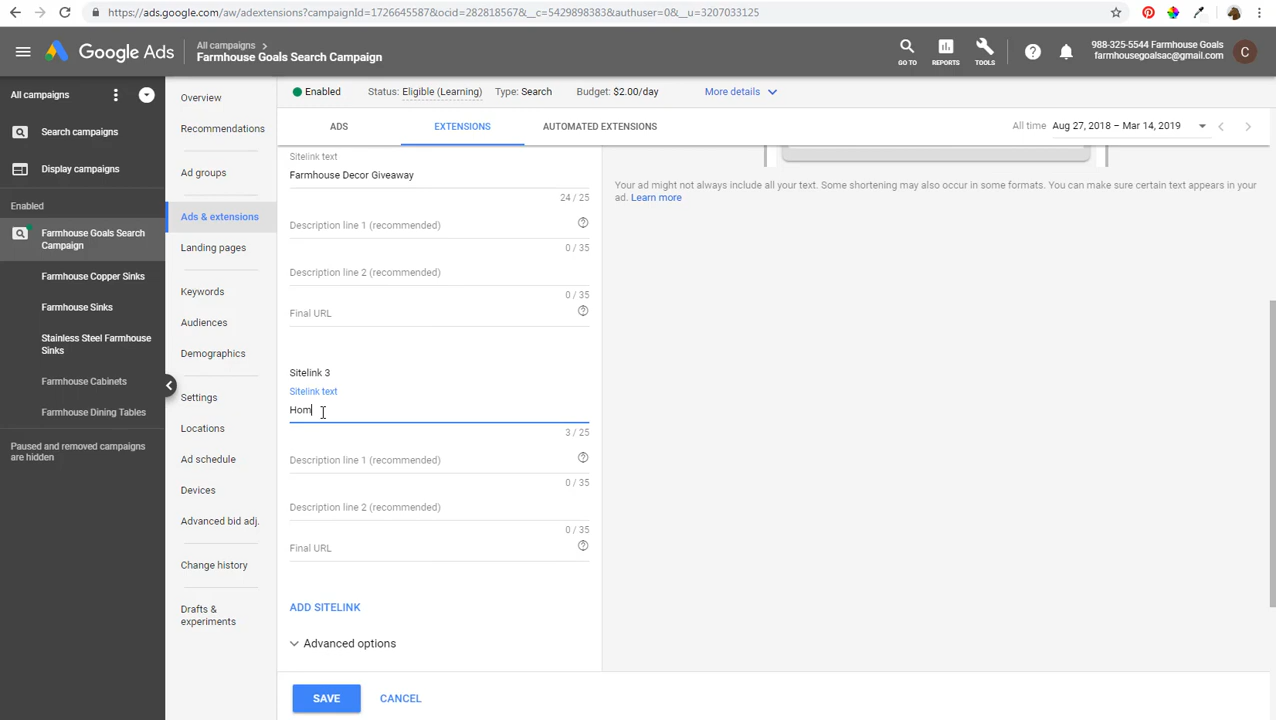 https://ads.google.com/aw/adextensions?campaignId=1726645587&ocid=282818567&__c=5429898383&authuser=0&__u=3207033125
Google Ads
All campaigns
Farmhouse Goals Search Campaign
GO TO
REPORTS
TOOLS
988-325-5544 Farmhouse Goals
farmhousegoalsac@gmail.com
C
All campaigns
Search campaigns
Display campaigns
Enabled
Farmhouse Goals Search
Campaign
Farmhouse Copper Sinks
Farmhouse Sinks
Stainless Steel Farmhouse
Sinks
Farmhouse Cabinets
Farmhouse Dining Tables
Paused and removed campaigns
are hidden
Overview
Recommendations
Ad groups
Ads & extensions
Landing pages
Keywords
Audiences
Demographics
Settings
Locations
Ad schedule
Devices
Advanced bid adj.
Change history
Drafts &
experiments
Enabled
Status: Eligible (Learning)
Type: Search
Budget: $2.00/day
More details
ADS
EXTENSIONS
AUTOMATED EXTENSIONS
All time
Aug 27, 2018 – Mar 14, 2019
Sitelink text
Farmhouse Decor Giveaway
24 / 25
Description line 1 (recommended)
0 / 35
Description line 2 (recommended)
0 / 35
Final URL
Sitelink 3
Sitelink text
Hom
3 / 25
Description line 1 (recommended)
0 / 35
Description line 2 (recommended)
0 / 35
Final URL
ADD SITELINK
Advanced options
SAVE
CANCEL
Your ad might not always include all your text. Some shortening may also occur in some formats. You can make sure certain text appears in your
ad. Learn more